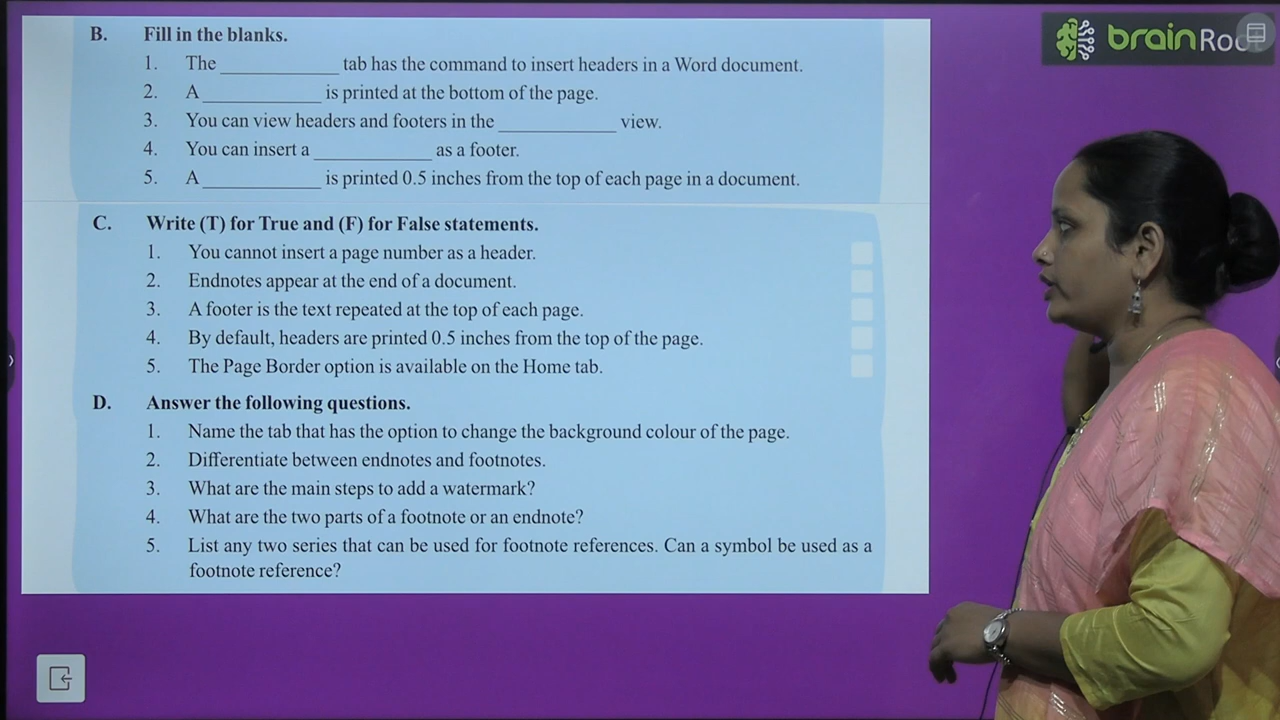 B. Fill in the blanks.
1. The ____________ tab has the command to insert headers in a Word document.
2. A ____________ is printed at the bottom of the page.
3. You can view headers and footers in the ____________ view.
4. You can insert a ____________ as a footer.
5. A ____________ is printed 0.5 inches from the top of each page in a document.
C. Write (T) for True and (F) for False statements.
1. You cannot insert a page number as a header.
2. Endnotes appear at the end of a document.
3. A footer is the text repeated at the top of each page.
4. By default, headers are printed 0.5 inches from the top of the page.
5. The Page Border option is available on the Home tab.
D. Answer the following questions.
1. Name the tab that has the option to change the background colour of the page.
2. Differentiate between endnotes and footnotes.
3. What are the main steps to add a watermark?
4. What are the two parts of a footnote or an endnote?
5. List any two series that can be used for footnote references. Can a symbol be used as a
footnote reference?
brain